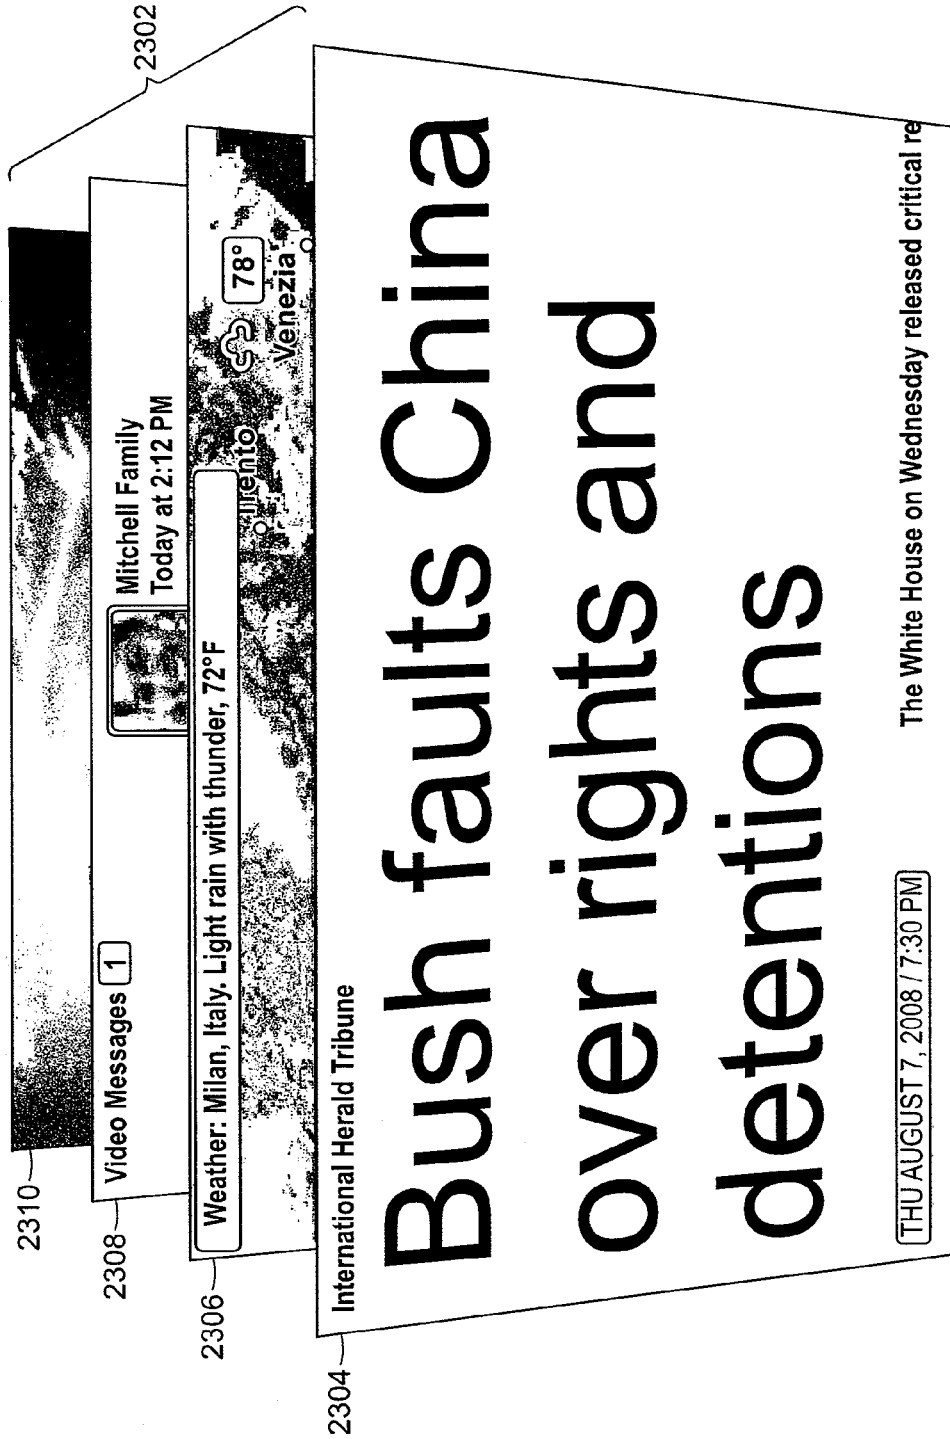 2302
2310
2308
Video Messages 1
Mitchell Family
Today at 2:12 PM
2306
Weather: Milan, Italy. Light rain with thunder, 72°F
Trento
78°
Venezia
2304
International Herald Tribune
Bush faults China
over rights and
detentions
THU AUGUST 7, 2008 / 7:30 PM
The White House on Wednesday released critical re